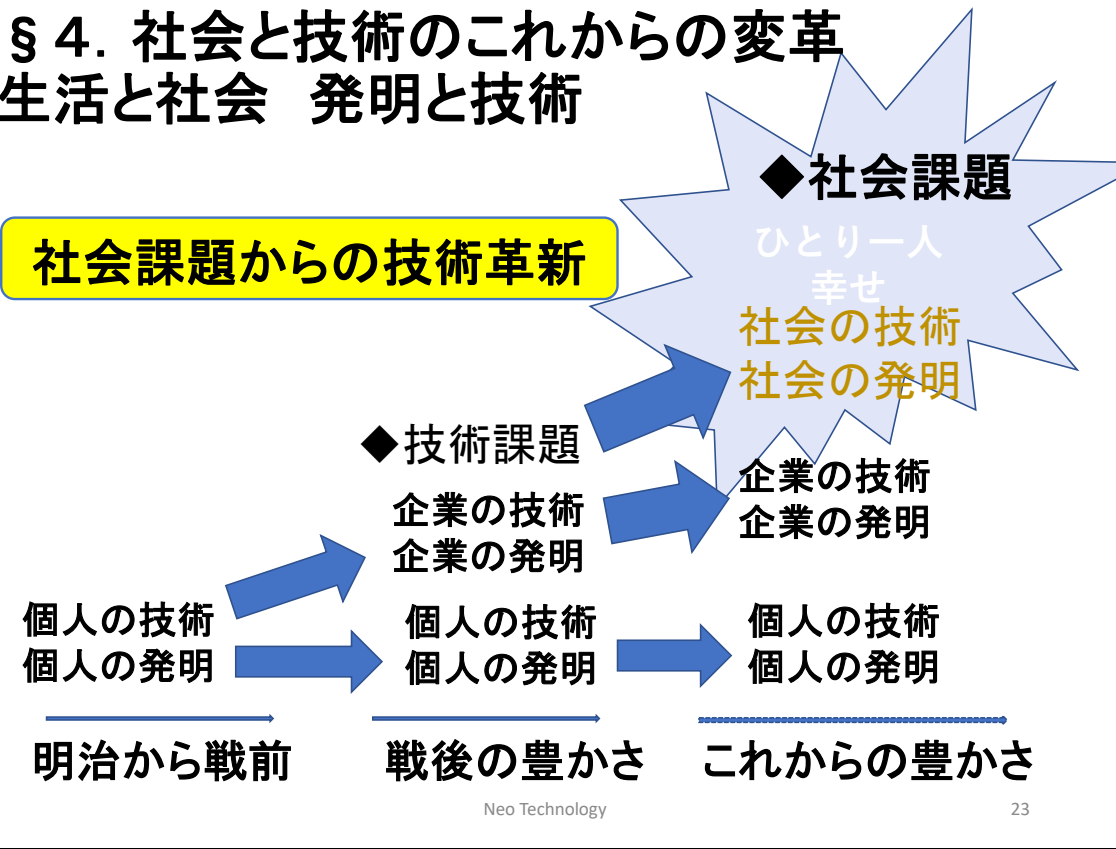 §4. 社会と技術のこれからの変革
生活と社会　発明と技術
◆社会課題
ひとり一人
幸せ
社会の技術
社会の発明
社会課題からの技術革新
◆技術課題
企業の技術
企業の発明
企業の技術
企業の発明
個人の技術
個人の発明
個人の技術
個人の発明
個人の技術
個人の発明
明治から戦前
戦後の豊かさ
これからの豊かさ
Neo Technology
23